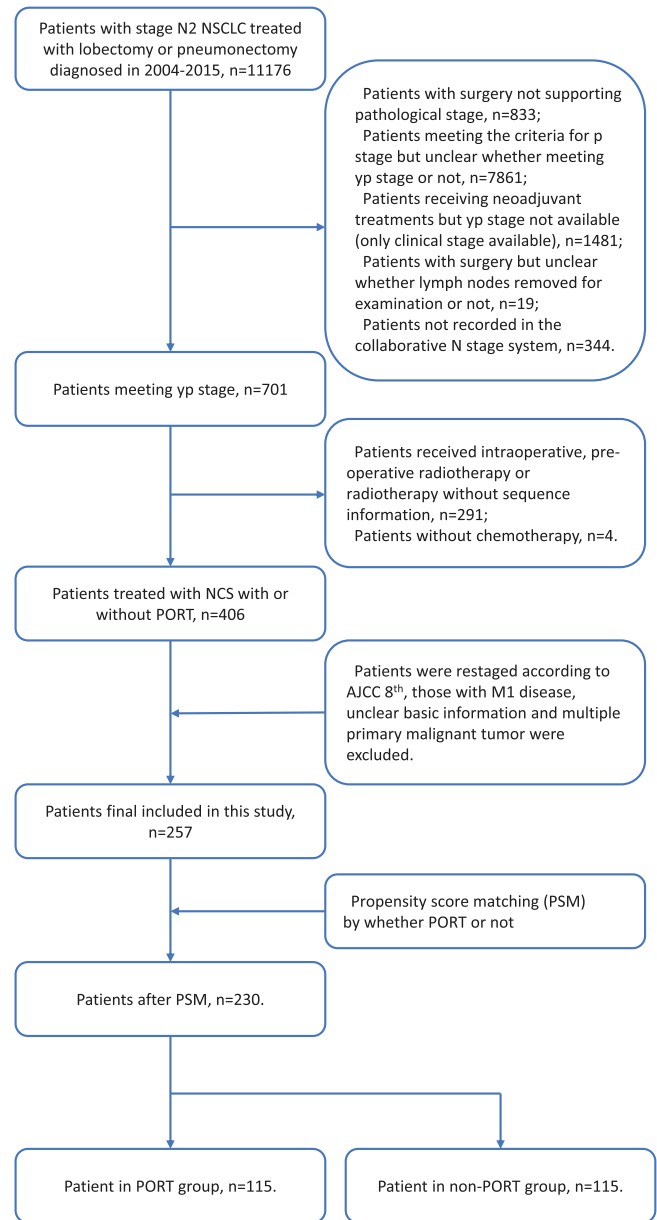 Patients with stage N2 NSCLC treated
with lobectomy or pneumonectomy
diagnosed in 2004-2015, n=11176
Patients with surgery not supporting
pathological stage, n=833;
Patients meeting the criteria for p
stage but unclear whether meeting
yp stage or not, n=7861;
Patients receiving neoadjuvant
treatments but yp stage not available
(only clinical stage available), n=1481;
Patients with surgery but unclear
whether lymph nodes removed for
examination or not, n=19;
Patients not recorded in the
collaborative N stage system, n=344.
Patients meeting yp stage, n=701
Patients received intraoperative, pre-
operative radiotherapy or
radiotherapy without sequence
information, n=291;
Patients without chemotherapy, n=4.
Patients treated with NCS with or
without PORT, n=406
Patients were restaged according to
AJCC 8th, those with M1 disease,
unclear basic information and multiple
primary malignant tumor were
excluded.
Patients final included in this study,
n=257
Propensity score matching (PSM)
by whether PORT or not
Patients after PSM, n=230.
Patient in PORT group, n=115.
Patient in non-PORT group, n=115.